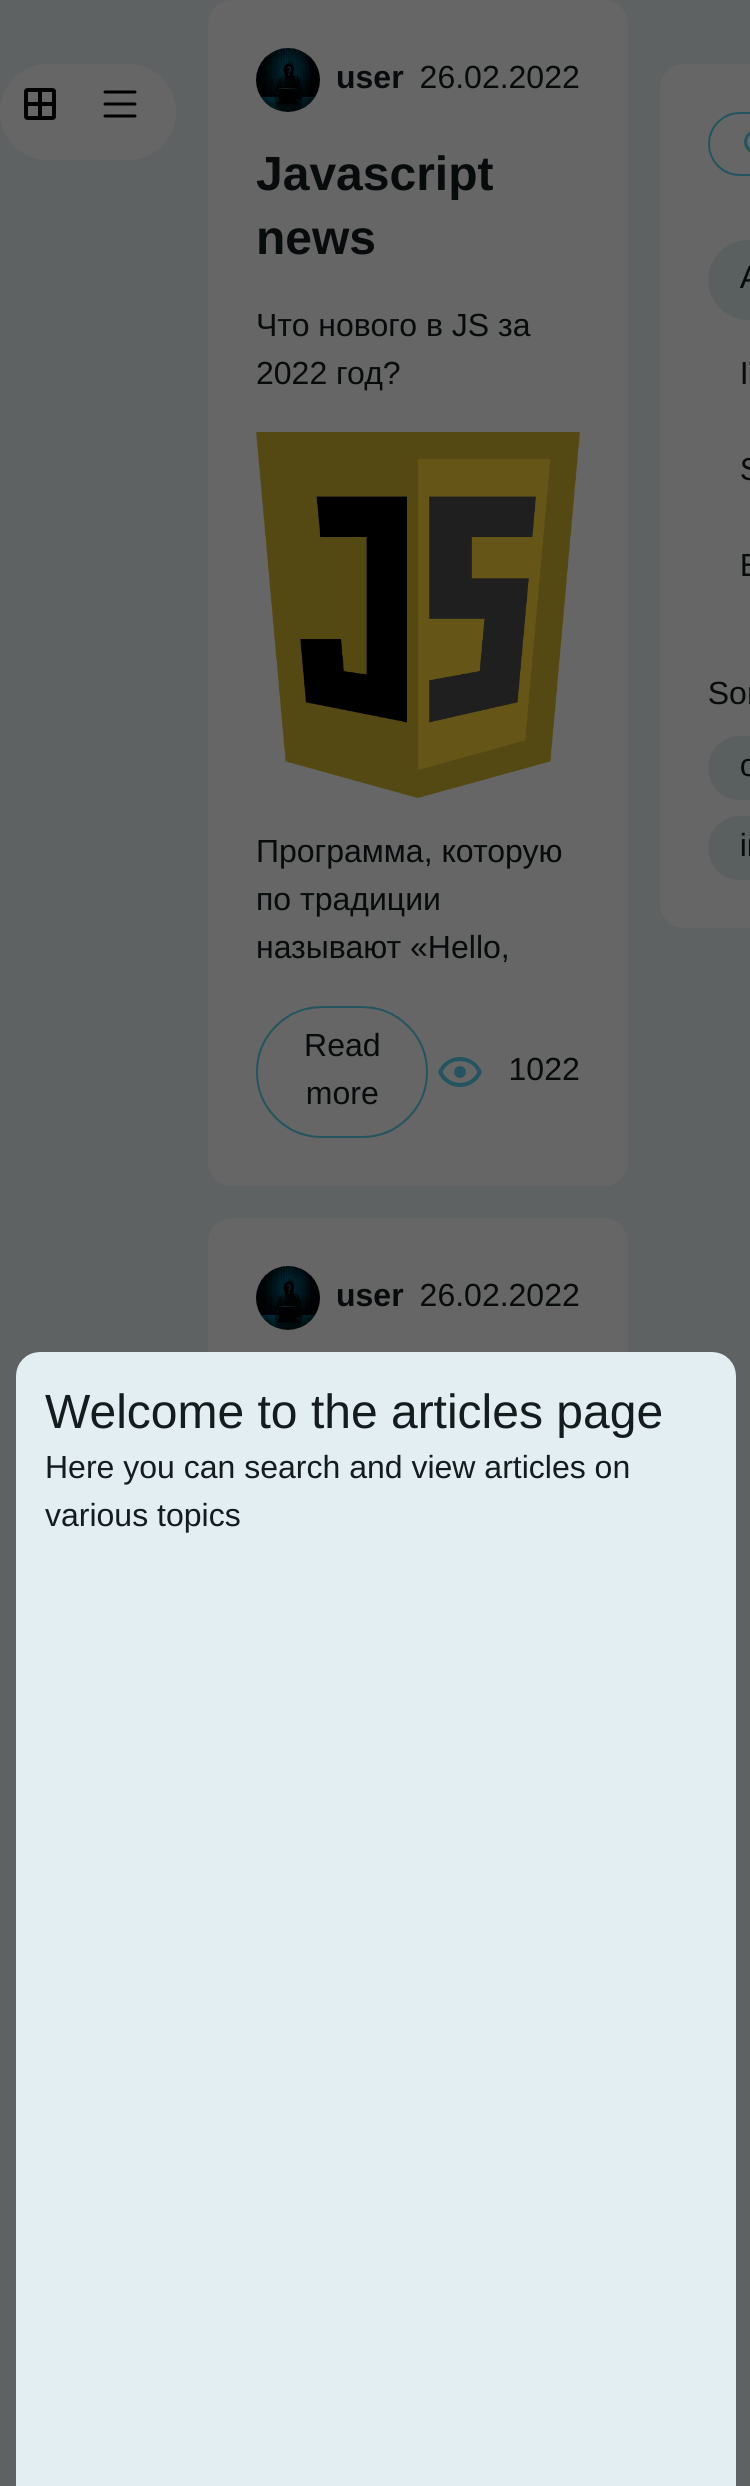 user 26.02.2022
Javascript
news
Что нового в JS за
2022 год?
JS
Программа, которую
по традиции
называют «Hello,
Read
more
1022
user 26.02.2022
Welcome to the articles page
Here you can search and view articles on
various topics